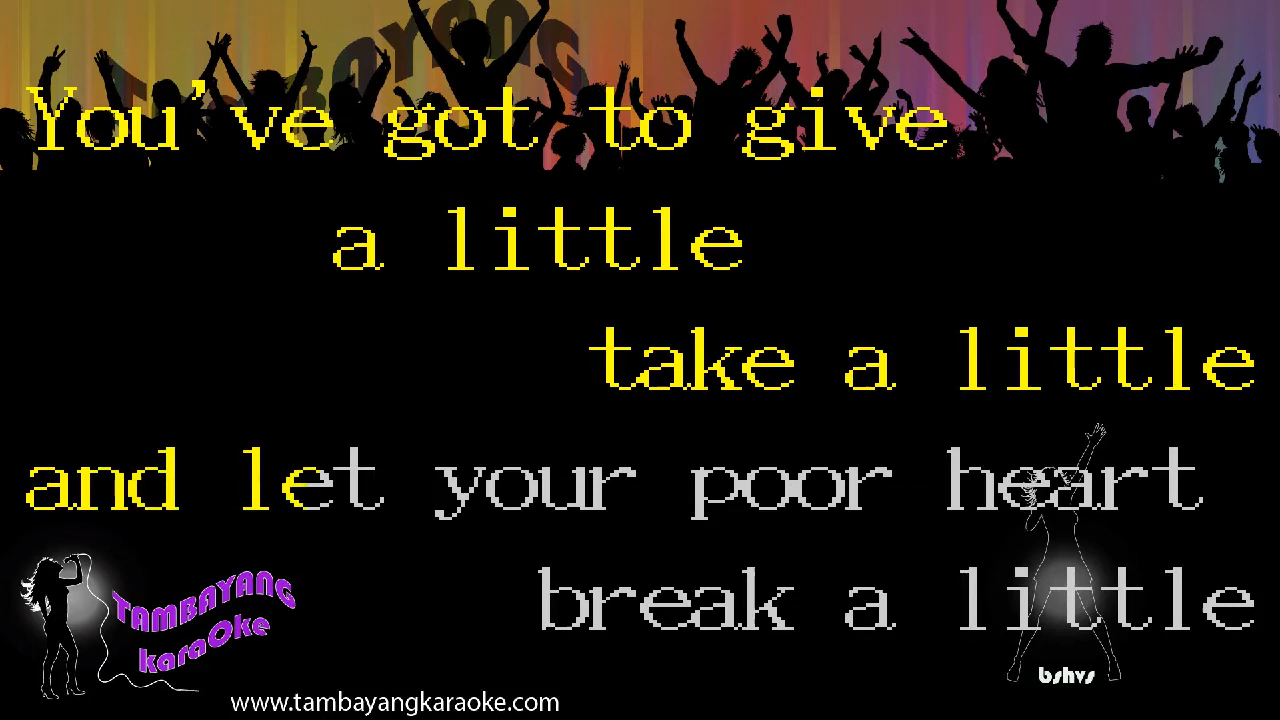 TAMBAYANG
You've got to give
a little
take a little
and let your poor heart
break a little
TAMBAYANG
karaOke
bshvs
www.tambayangkaraoke.com